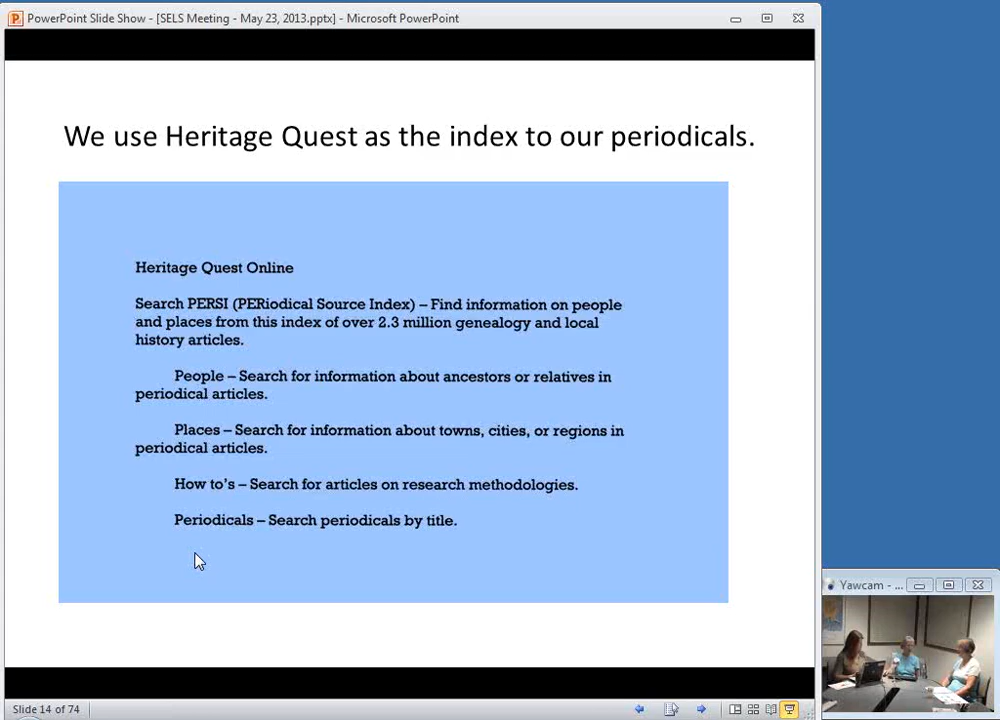 PowerPoint Slide Show - [SELS Meeting - May 23, 2013.pptx] - Microsoft PowerPoint
We use Heritage Quest as the index to our periodicals.
Heritage Quest Online
Search PERSI (PERiodical Source Index) – Find information on people
and places from this index of over 2.3 million genealogy and local
history articles.
People – Search for information about ancestors or relatives in
periodical articles.
Places – Search for information about towns, cities, or regions in
periodical articles.
How to's – Search for articles on research methodologies.
Periodicals – Search periodicals by title.
Yawcam - ...
Slide 14 of 74